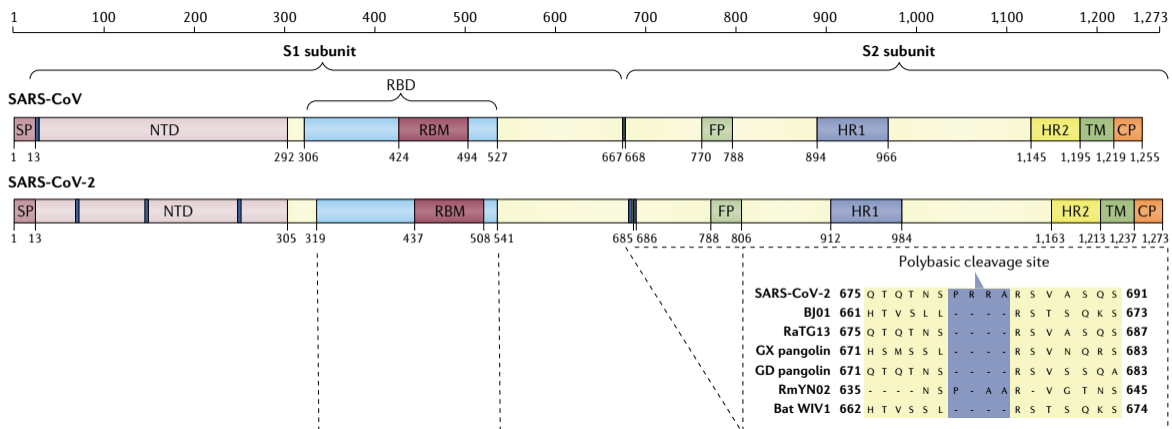 1 100 200 300 400 500 600 700 800 900 1,000 1,100 1,200 1,273
S1 subunit S2 subunit
RBD
SARS-CoV
SP NTD RBM FP HR1 HR2 TM CP
1 13 292 306 424 494 527 667 668 770 788 894 966 1,145 1,195 1,219 1,255
SARS-CoV-2
SP NTD RBM FP HR1 HR2 TM CP
1 13 305 319 437 508 541 685 686 788 806 912 984 1,163 1,213 1,237 1,273
Polybasic cleavage site
SARS-CoV-2 675 Q T Q T N S P R R A R S V A S Q S 691
BJ01 661 H T V S L L - - - - R S T S Q K S 673
RaTG13 675 Q T Q T N S - - - - R S V A S Q S 687
GX pangolin 671 H S M S S L - - - - R S V N Q R S 683
GD pangolin 671 Q T Q T N S - - - - R S V S S Q A 683
RmYN02 635 - - - - N S P - A A R - V G T N S 645
Bat WIV1 662 H T V S S L - - - - R S T S Q K S 674